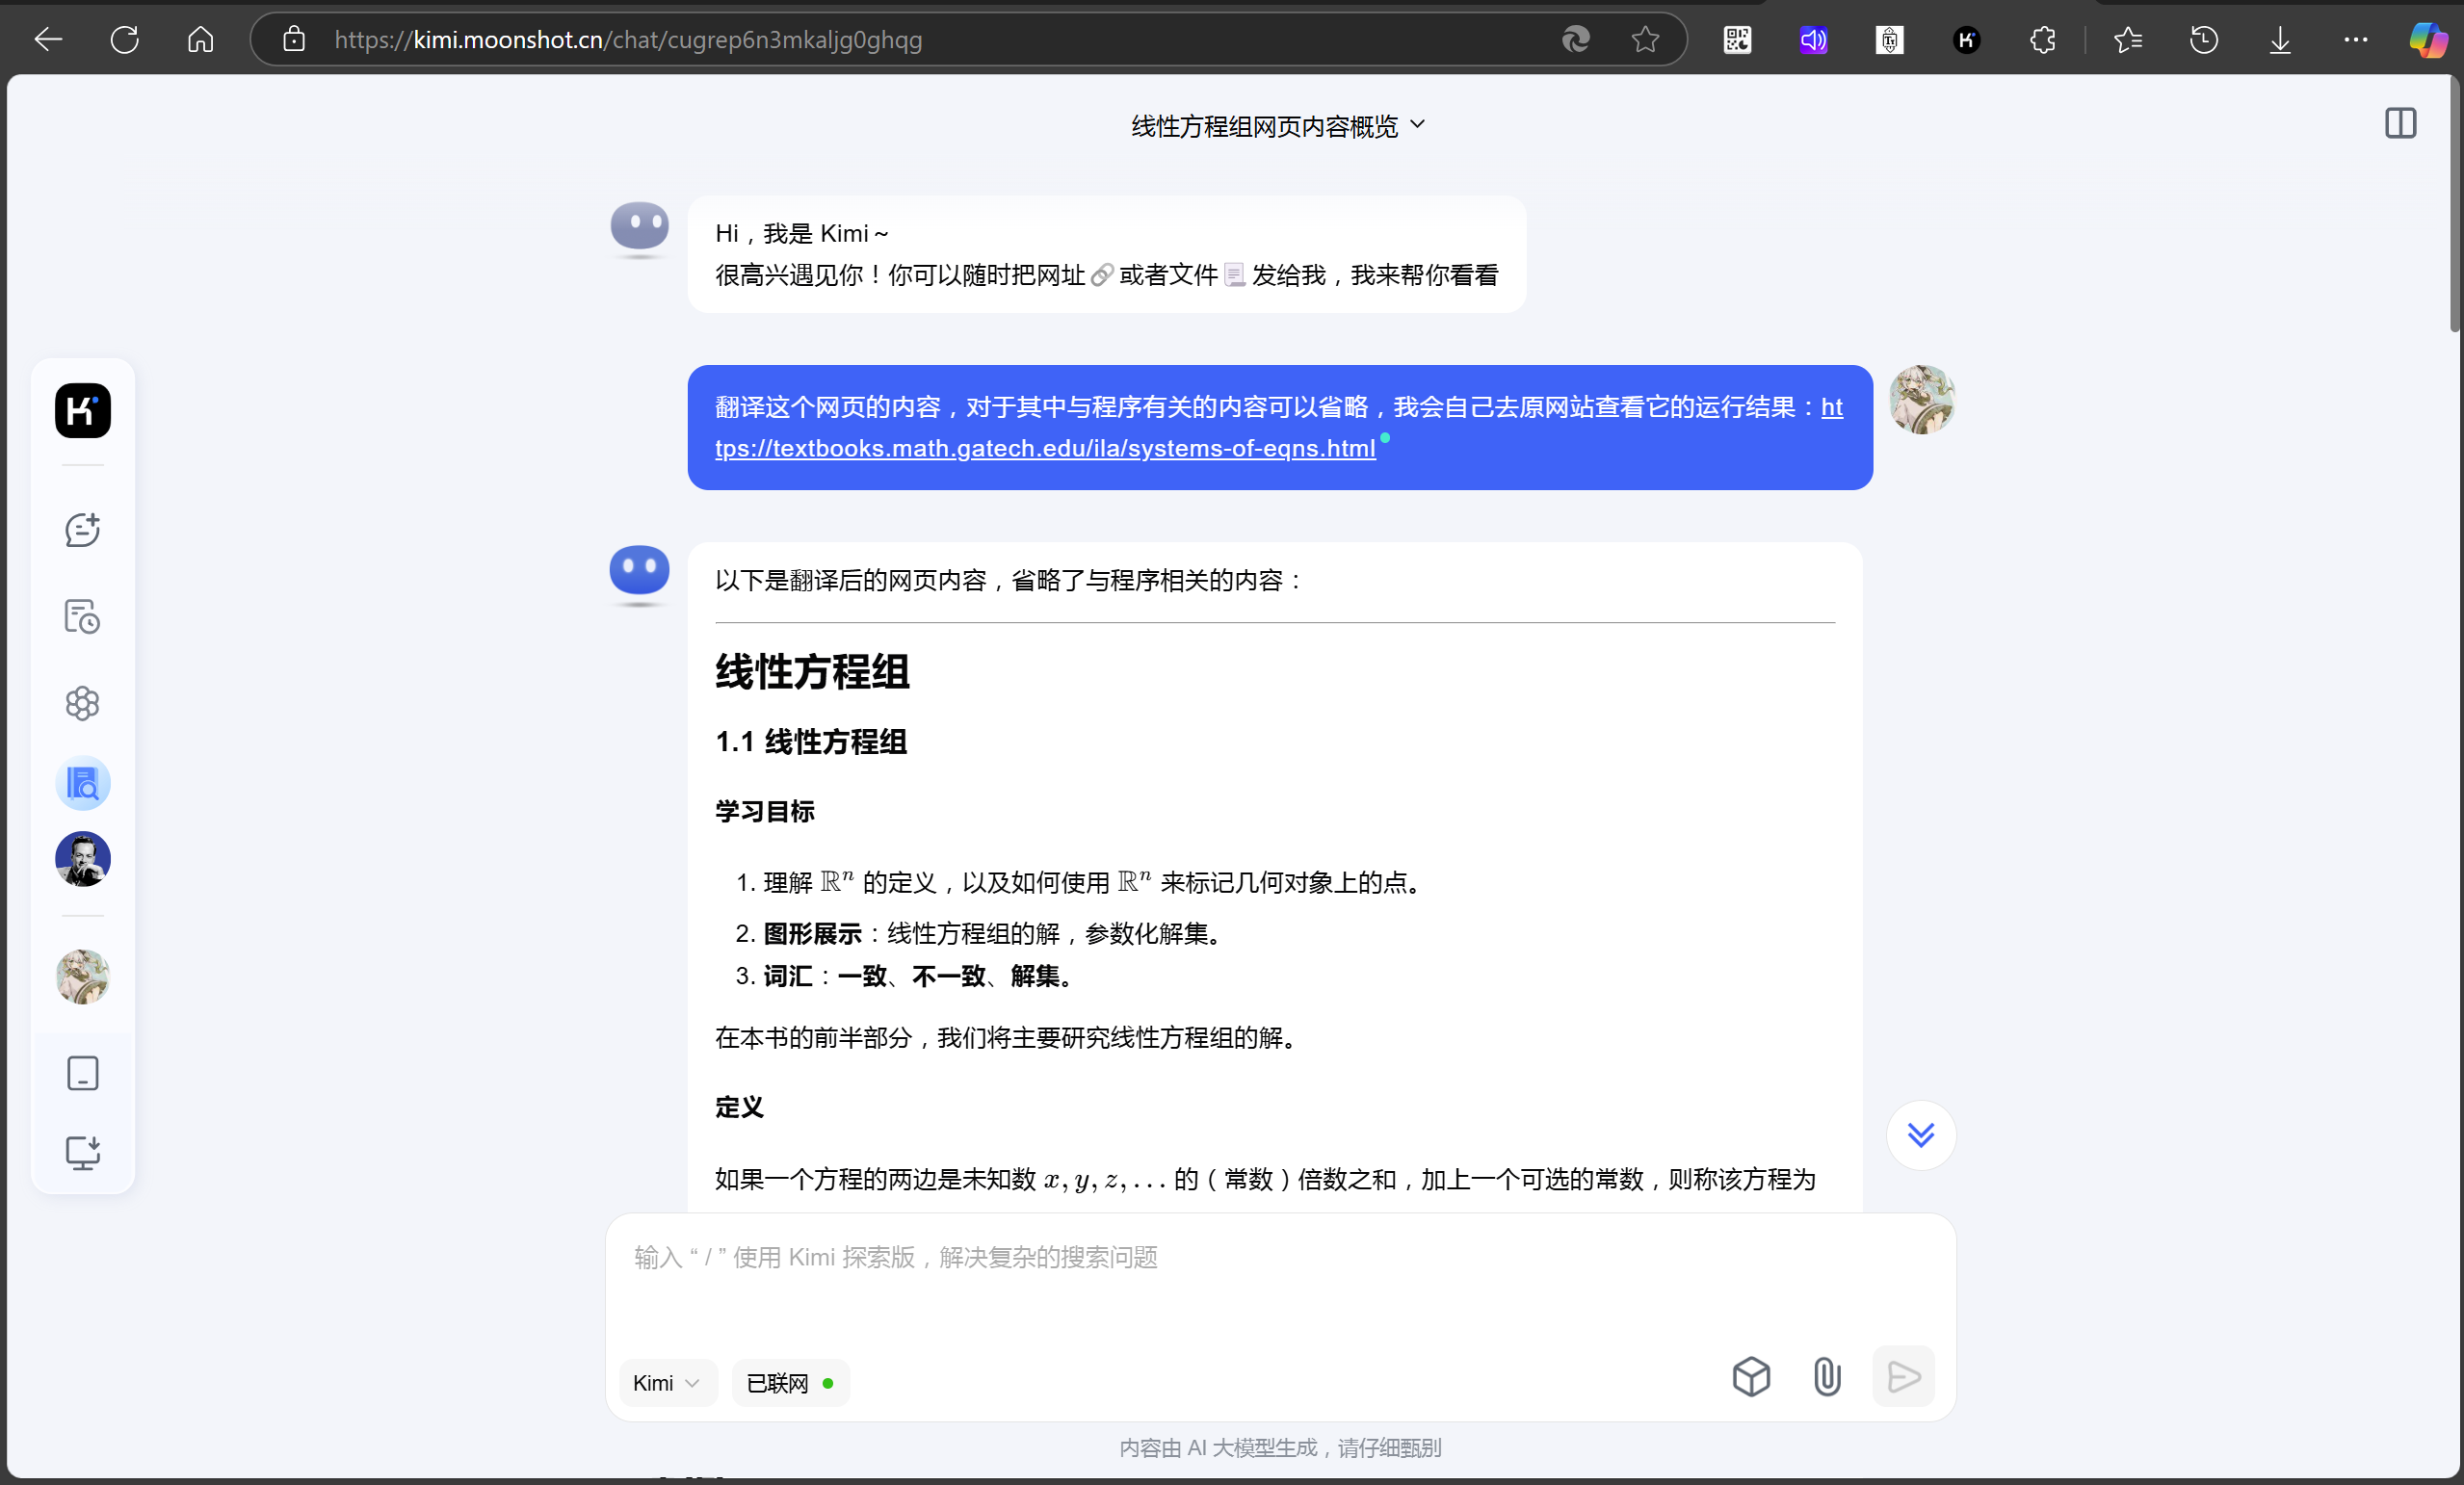 https://kimi.moonshot.cn/chat/cugrep6n3mkaljg0ghqg
线性方程组网页内容概览
Hi，我是 Kimi～
很高兴遇见你！你可以随时把网址🔗或者文件📃发给我，我来帮你看看
翻译这个网页的内容，对于其中与程序有关的内容可以省略，我会自己去原网站查看它的运行结果：ht
tps://textbooks.math.gatech.edu/ila/systems-of-eqns.html
以下是翻译后的网页内容，省略了与程序相关的内容：
线性方程组
1.1 线性方程组
学习目标
1. 理解 ℝⁿ 的定义，以及如何使用 ℝⁿ 来标记几何对象上的点。
2. 图形展示：线性方程组的解，参数化解集。
3. 词汇：一致、不一致、解集。
在本书的前半部分，我们将主要研究线性方程组的解。
定义
如果一个方程的两边是未知数 x, y, z, … 的（常数）倍数之和，加上一个可选的常数，则称该方程为
输入 “ / ” 使用 Kimi 探索版，解决复杂的搜索问题
Kimi
已联网
内容由 AI 大模型生成，请仔细甄别